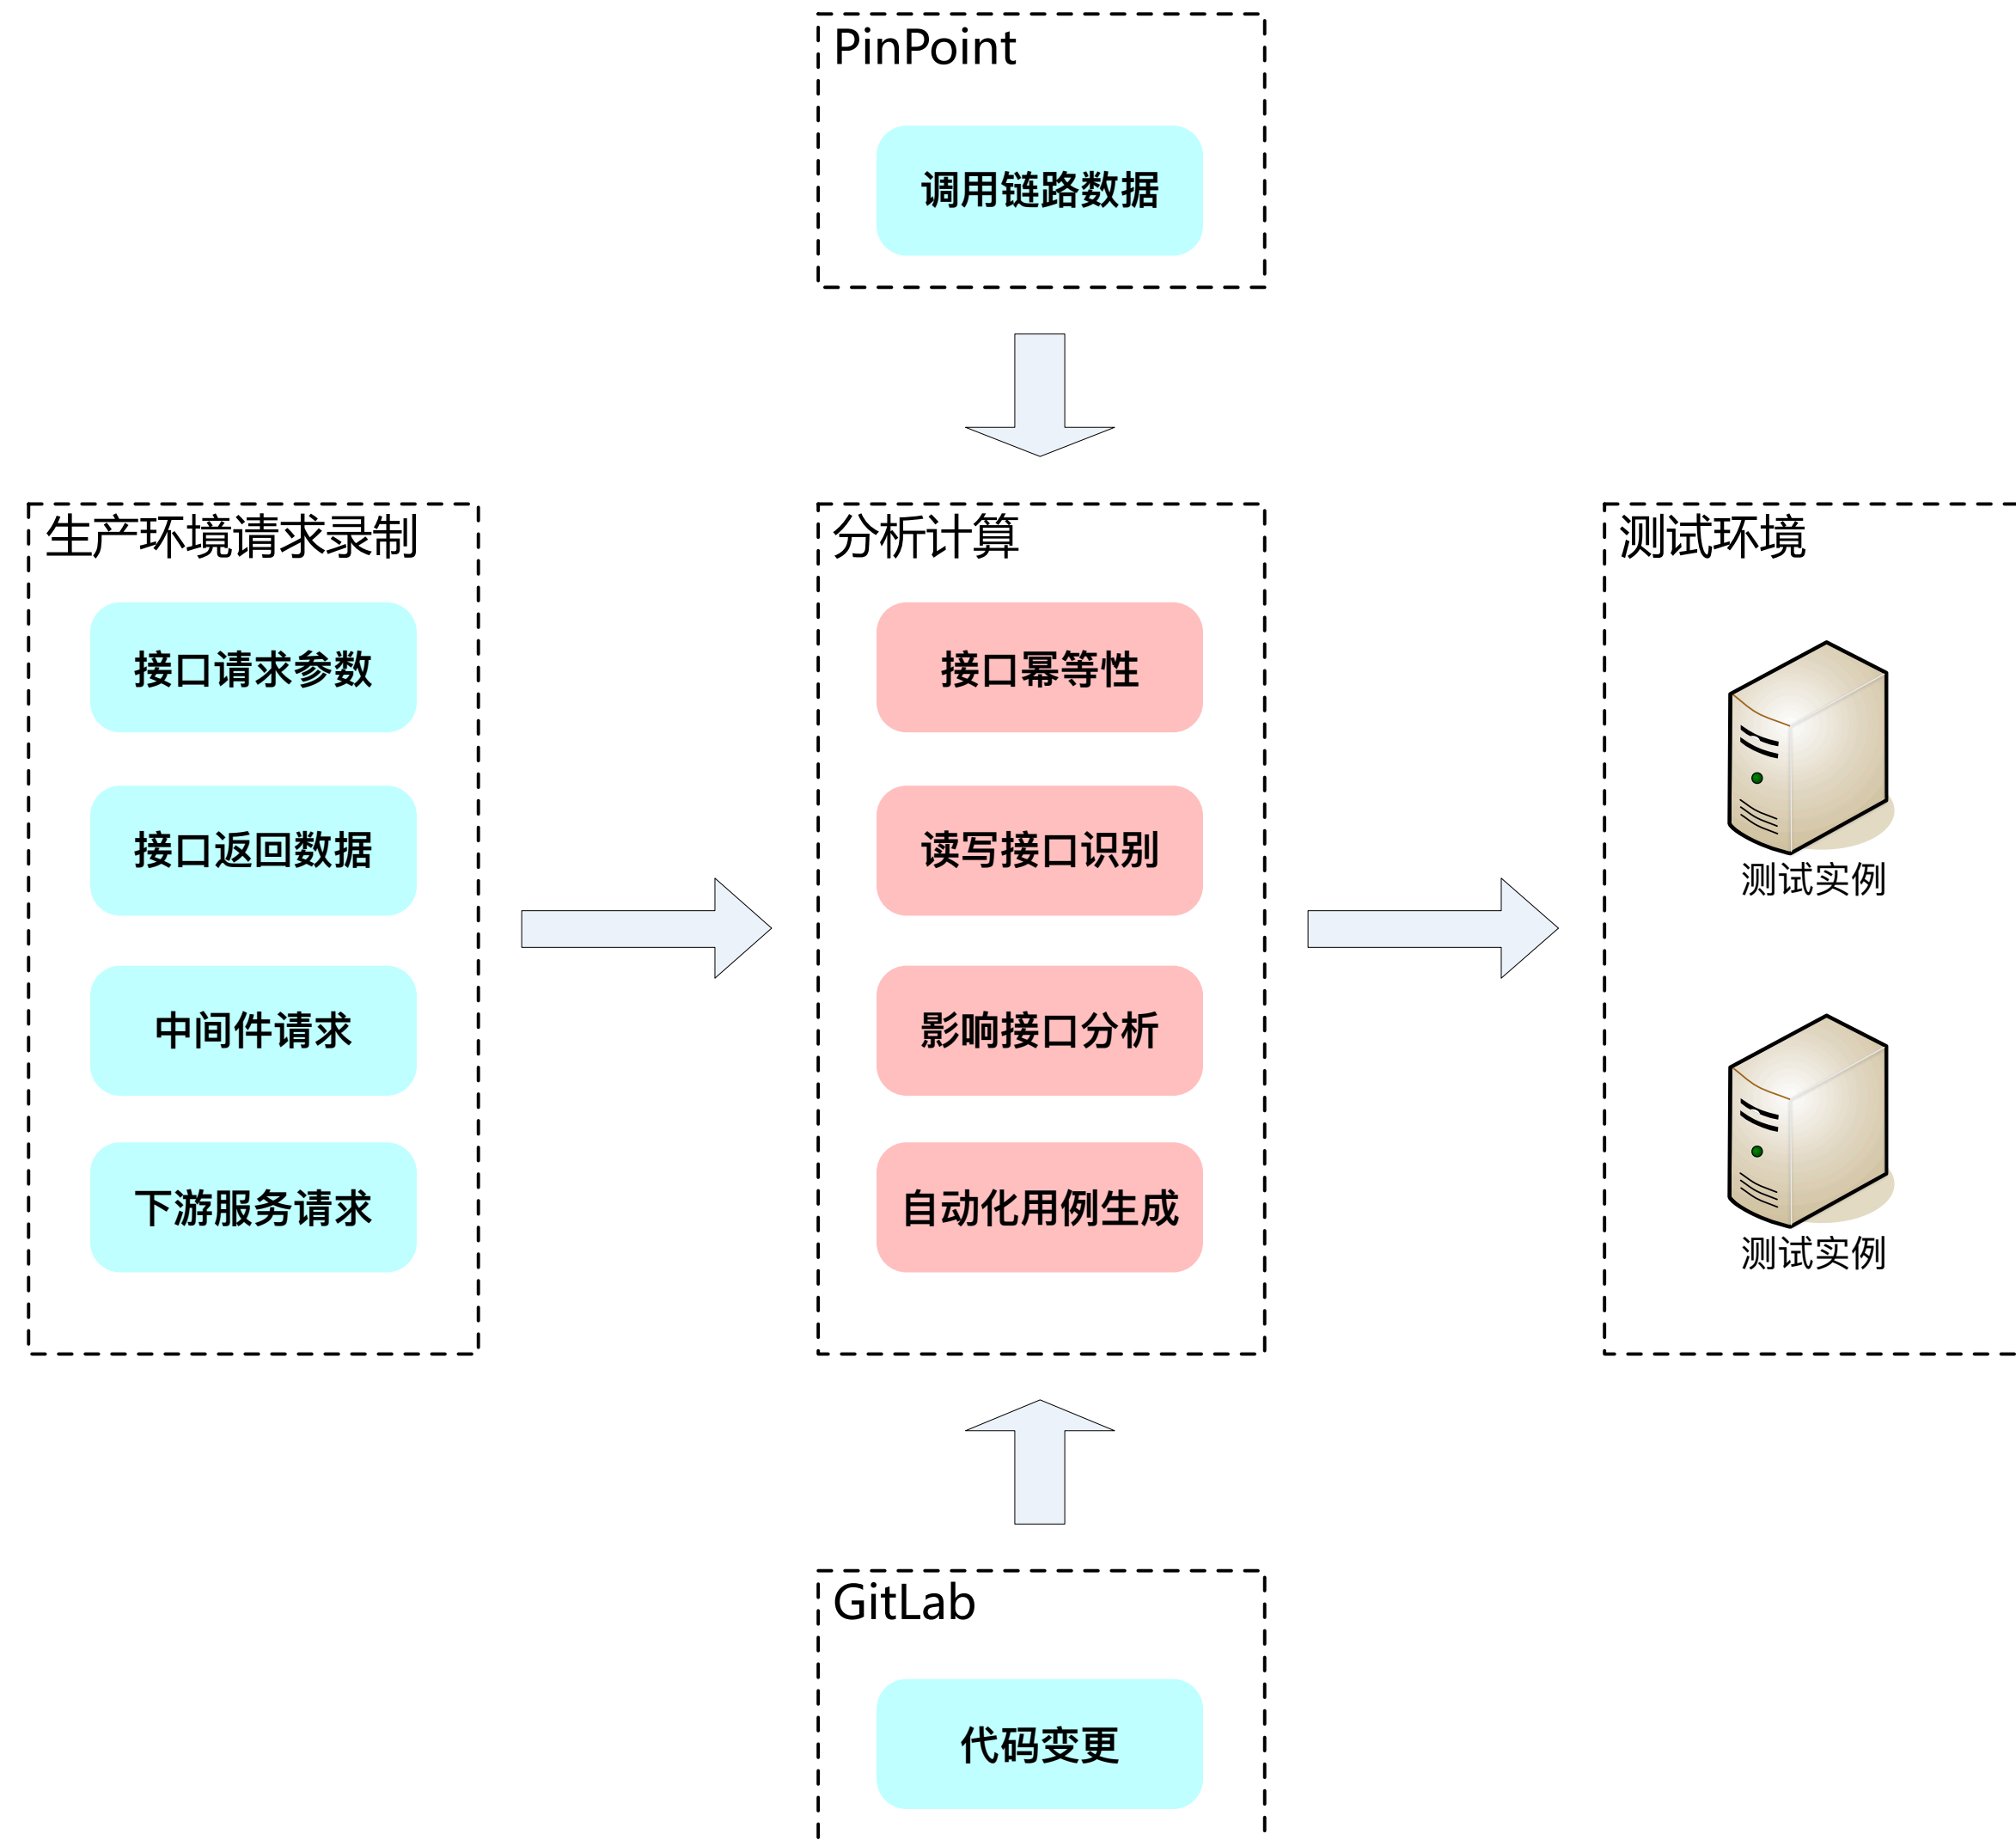 PinPoint
调用链路数据
生产环境请求录制
接口请求参数
接口返回数据
中间件请求
下游服务请求
分析计算
接口幂等性
读写接口识别
影响接口分析
自动化用例生成
测试环境
测试实例
测试实例
GitLab
代码变更